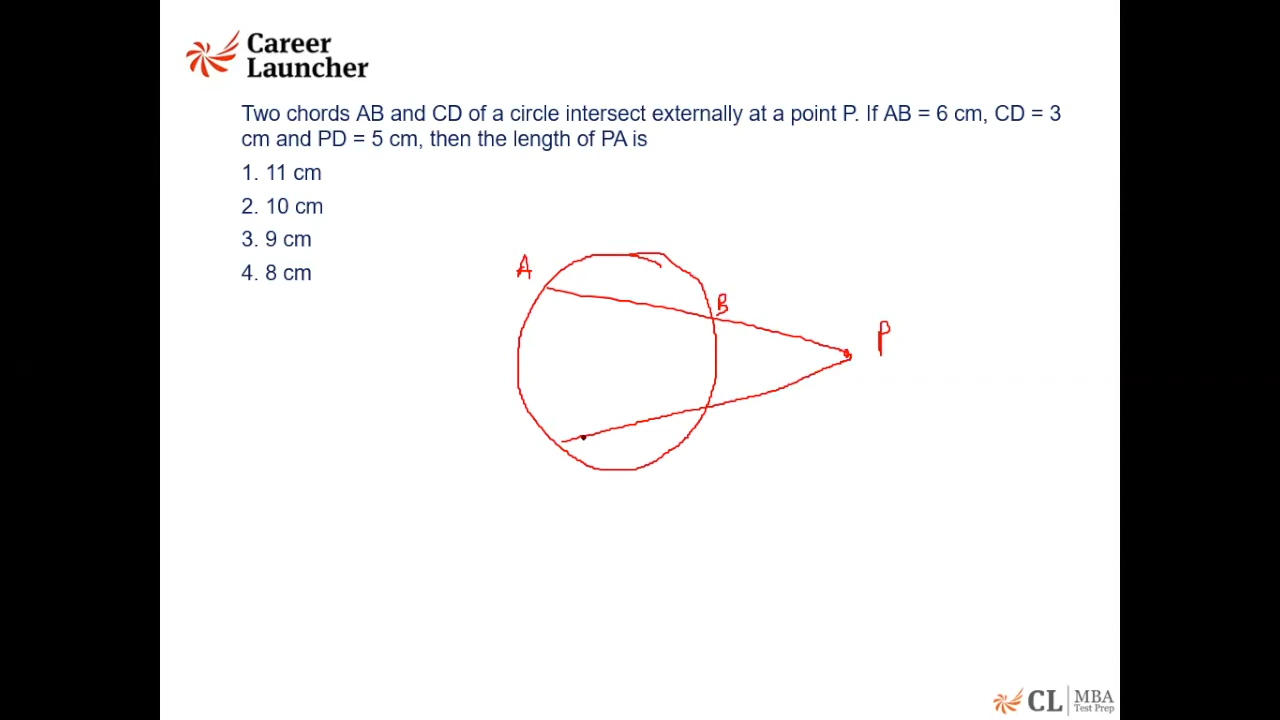 Career
Launcher
Two chords AB and CD of a circle intersect externally at a point P. If AB = 6 cm, CD = 3
cm and PD = 5 cm, then the length of PA is
1. 11 cm
2. 10 cm
3. 9 cm
4. 8 cm
A
B
P
CL MBA
Test Prep